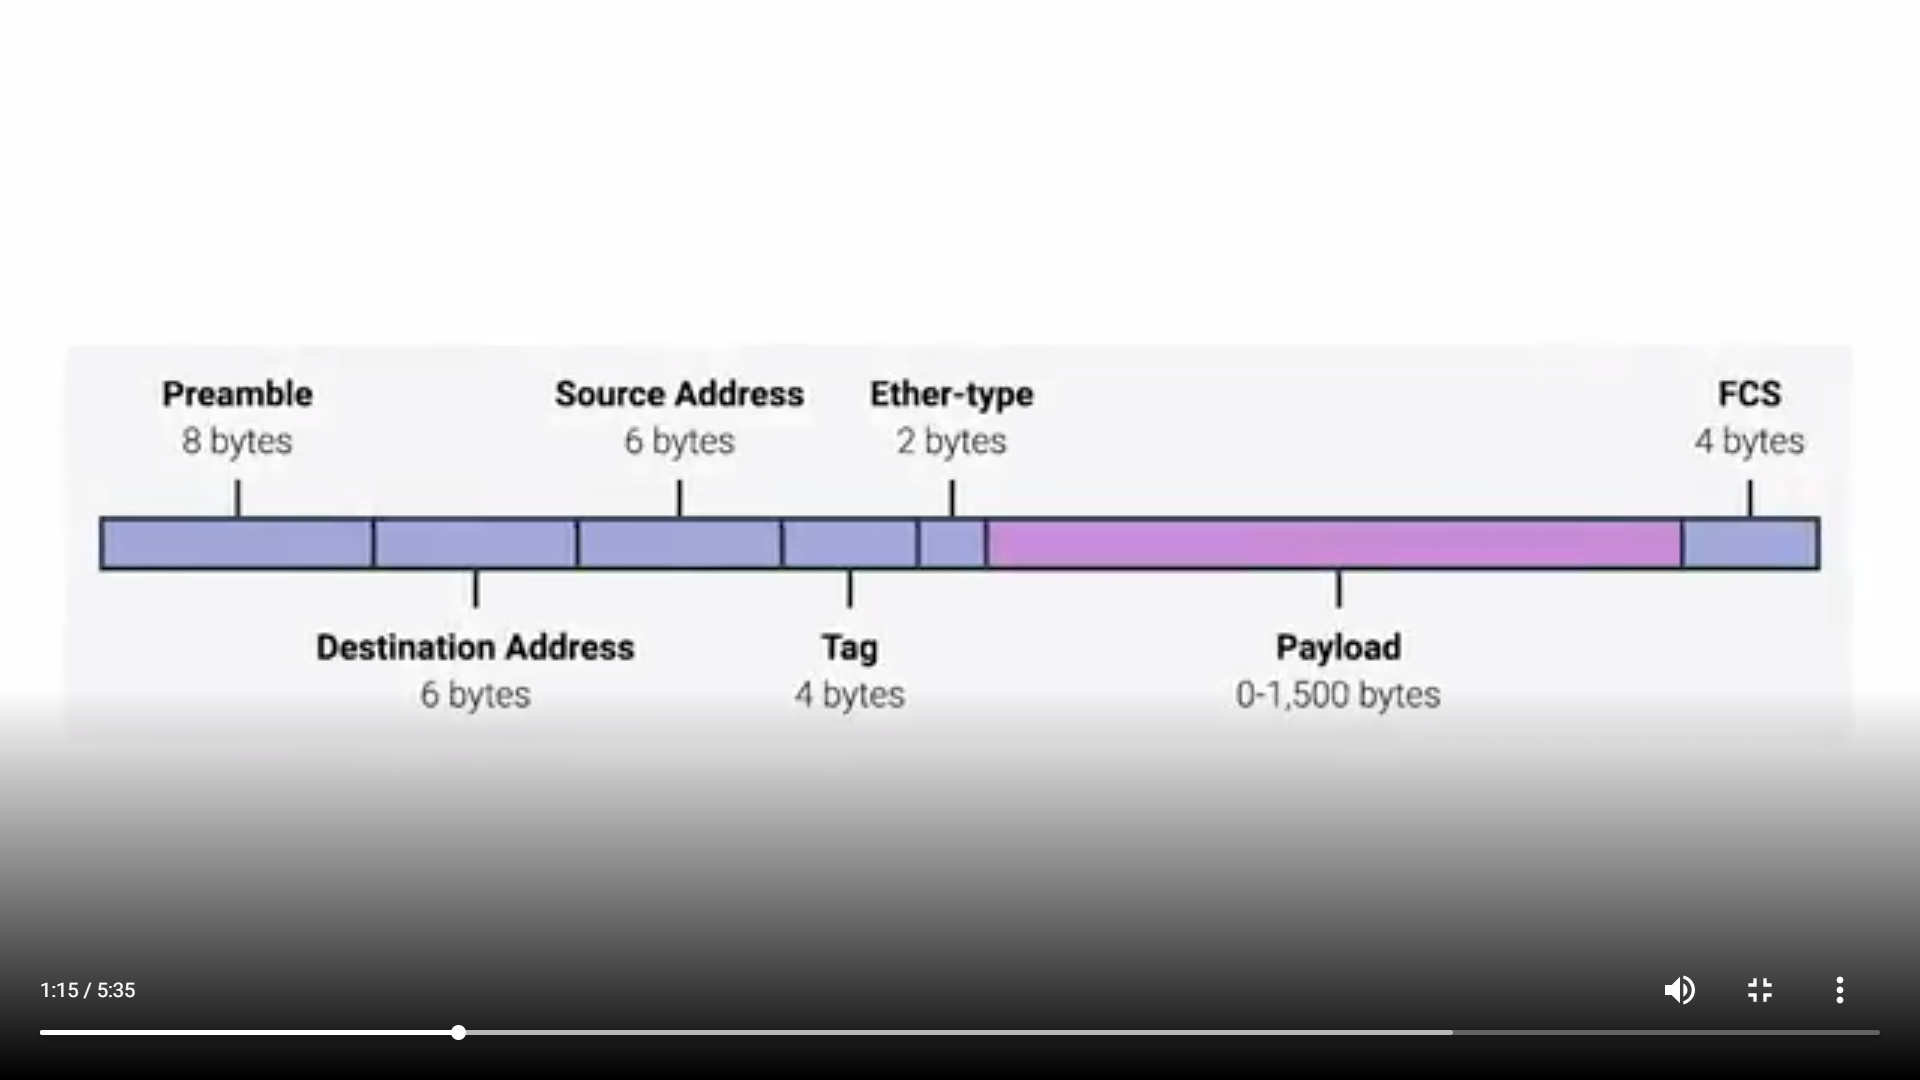 Preamble
8 bytes
Source Address
6 bytes
Ether-type
2 bytes
FCS
4 bytes
Destination Address
6 bytes
Tag
4 bytes
Payload
0-1,500 bytes
1:15 / 5:35